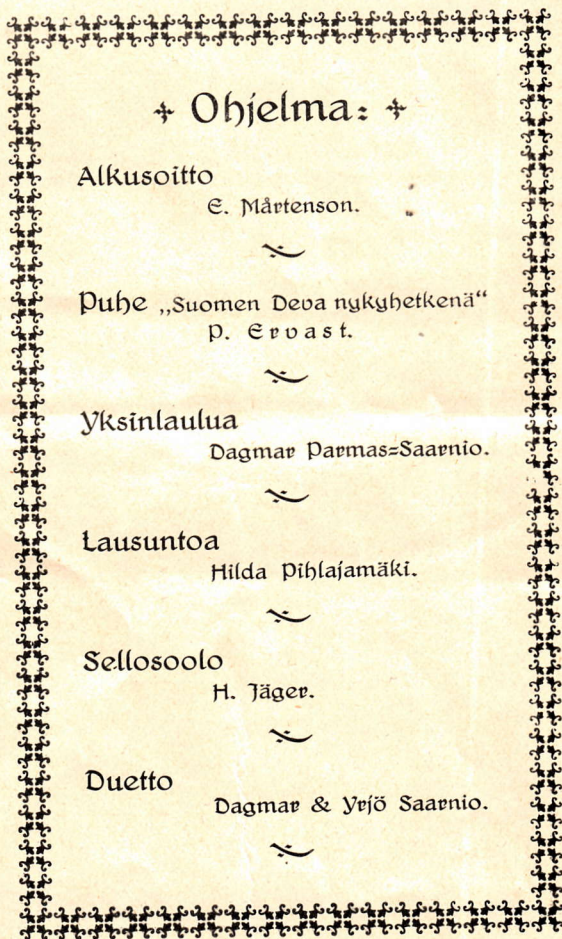 Ohjelma:
Alkusoitto
E. Mårtenson.
Puhe „Suomen Deva nykyhetkenä“
P. Ervast.
Yksinlaulua
Dagmar Parmas=Saarnio.
Lausuntoa
Hilda Pihlajamäki.
Sellosoolo
H. Jäger.
Duetto
Dagmar & Yrjö Saarnio.